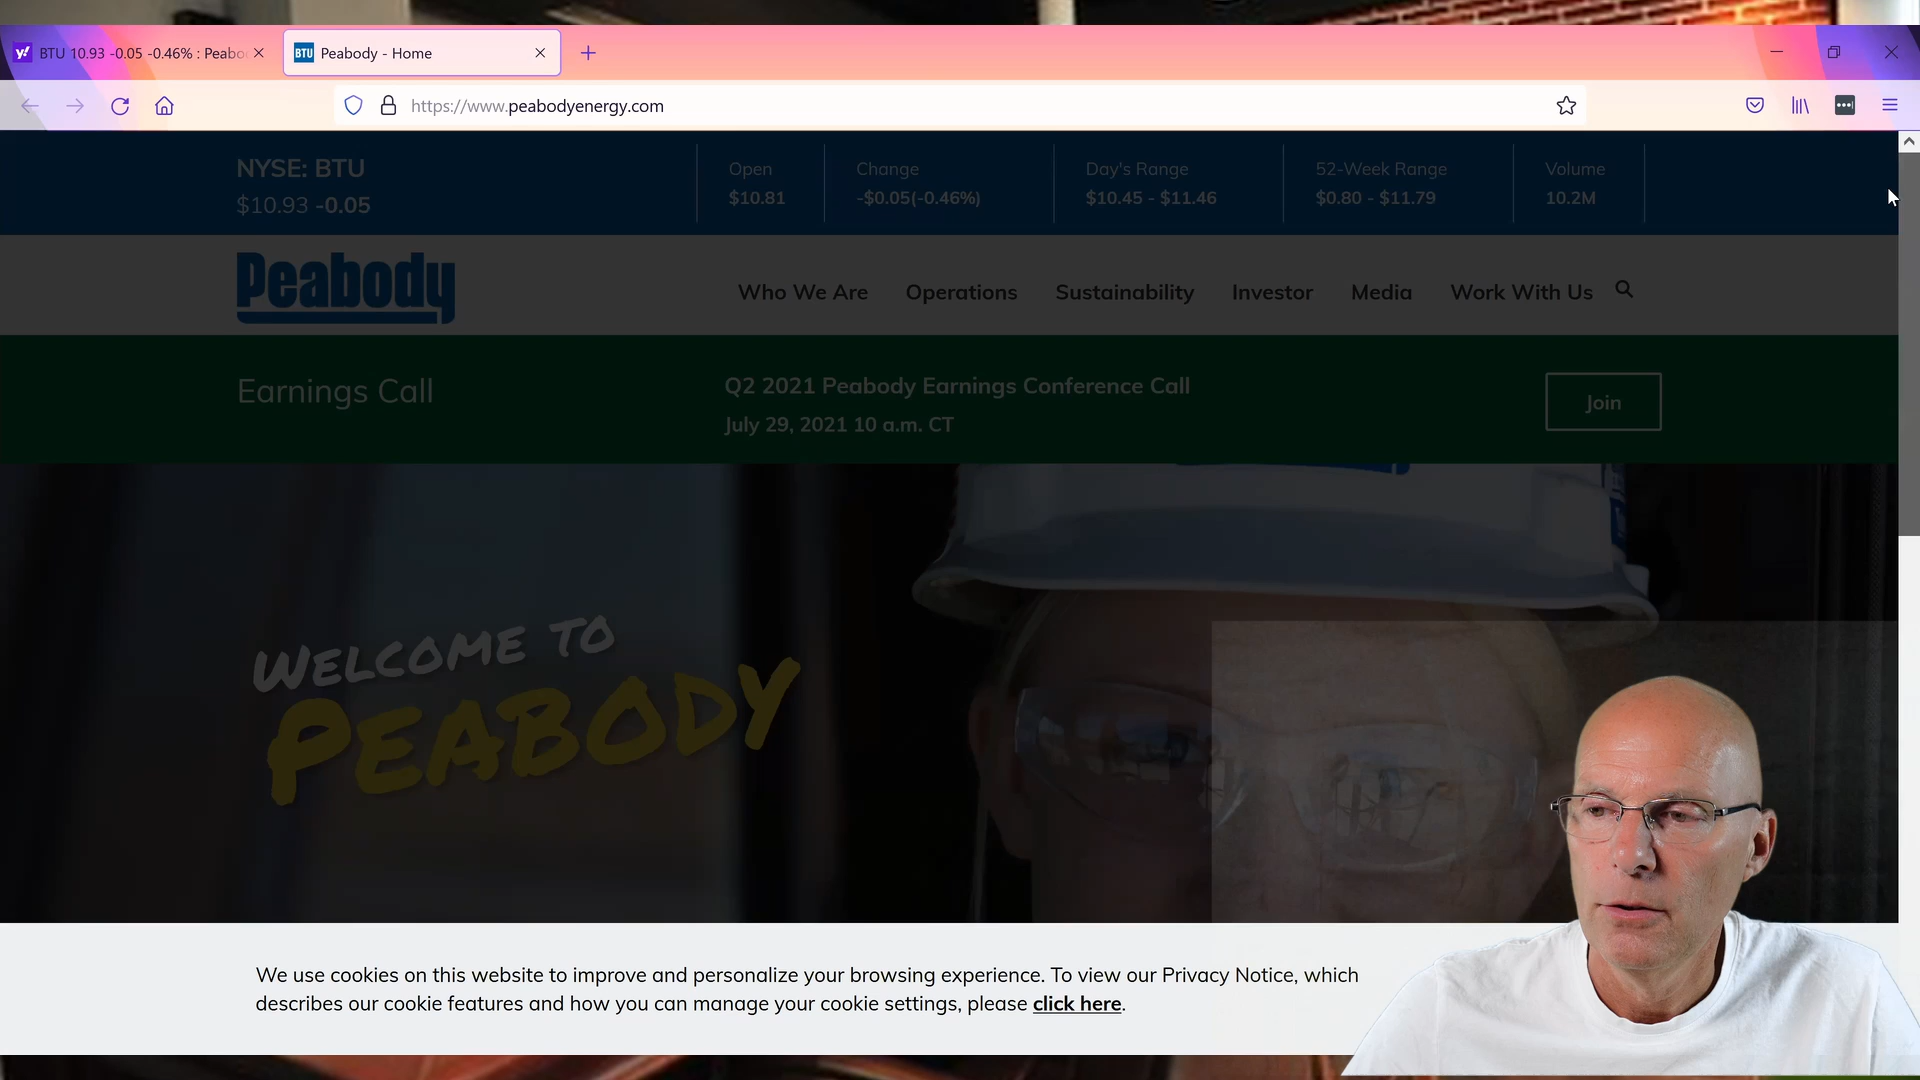 BTU 10.93 -0.05 -0.46% : Peabo
BTU Peabody - Home
https://www.peabodyenergy.com
NYSE: BTU
$10.93 -0.05
Open
$10.81
Change
-$0.05(-0.46%)
Day's Range
$10.45 - $11.46
52-Week Range
$0.80 - $11.79
Volume
10.2M
Peabody
Who We Are
Operations
Sustainability
Investor
Media
Work With Us
Earnings Call
Q2 2021 Peabody Earnings Conference Call
July 29, 2021 10 a.m. CT
Join
WELCOME TO
PEABODY
We use cookies on this website to improve and personalize your browsing experience. To view our Privacy Notice, which
describes our cookie features and how you can manage your cookie settings, please click here.